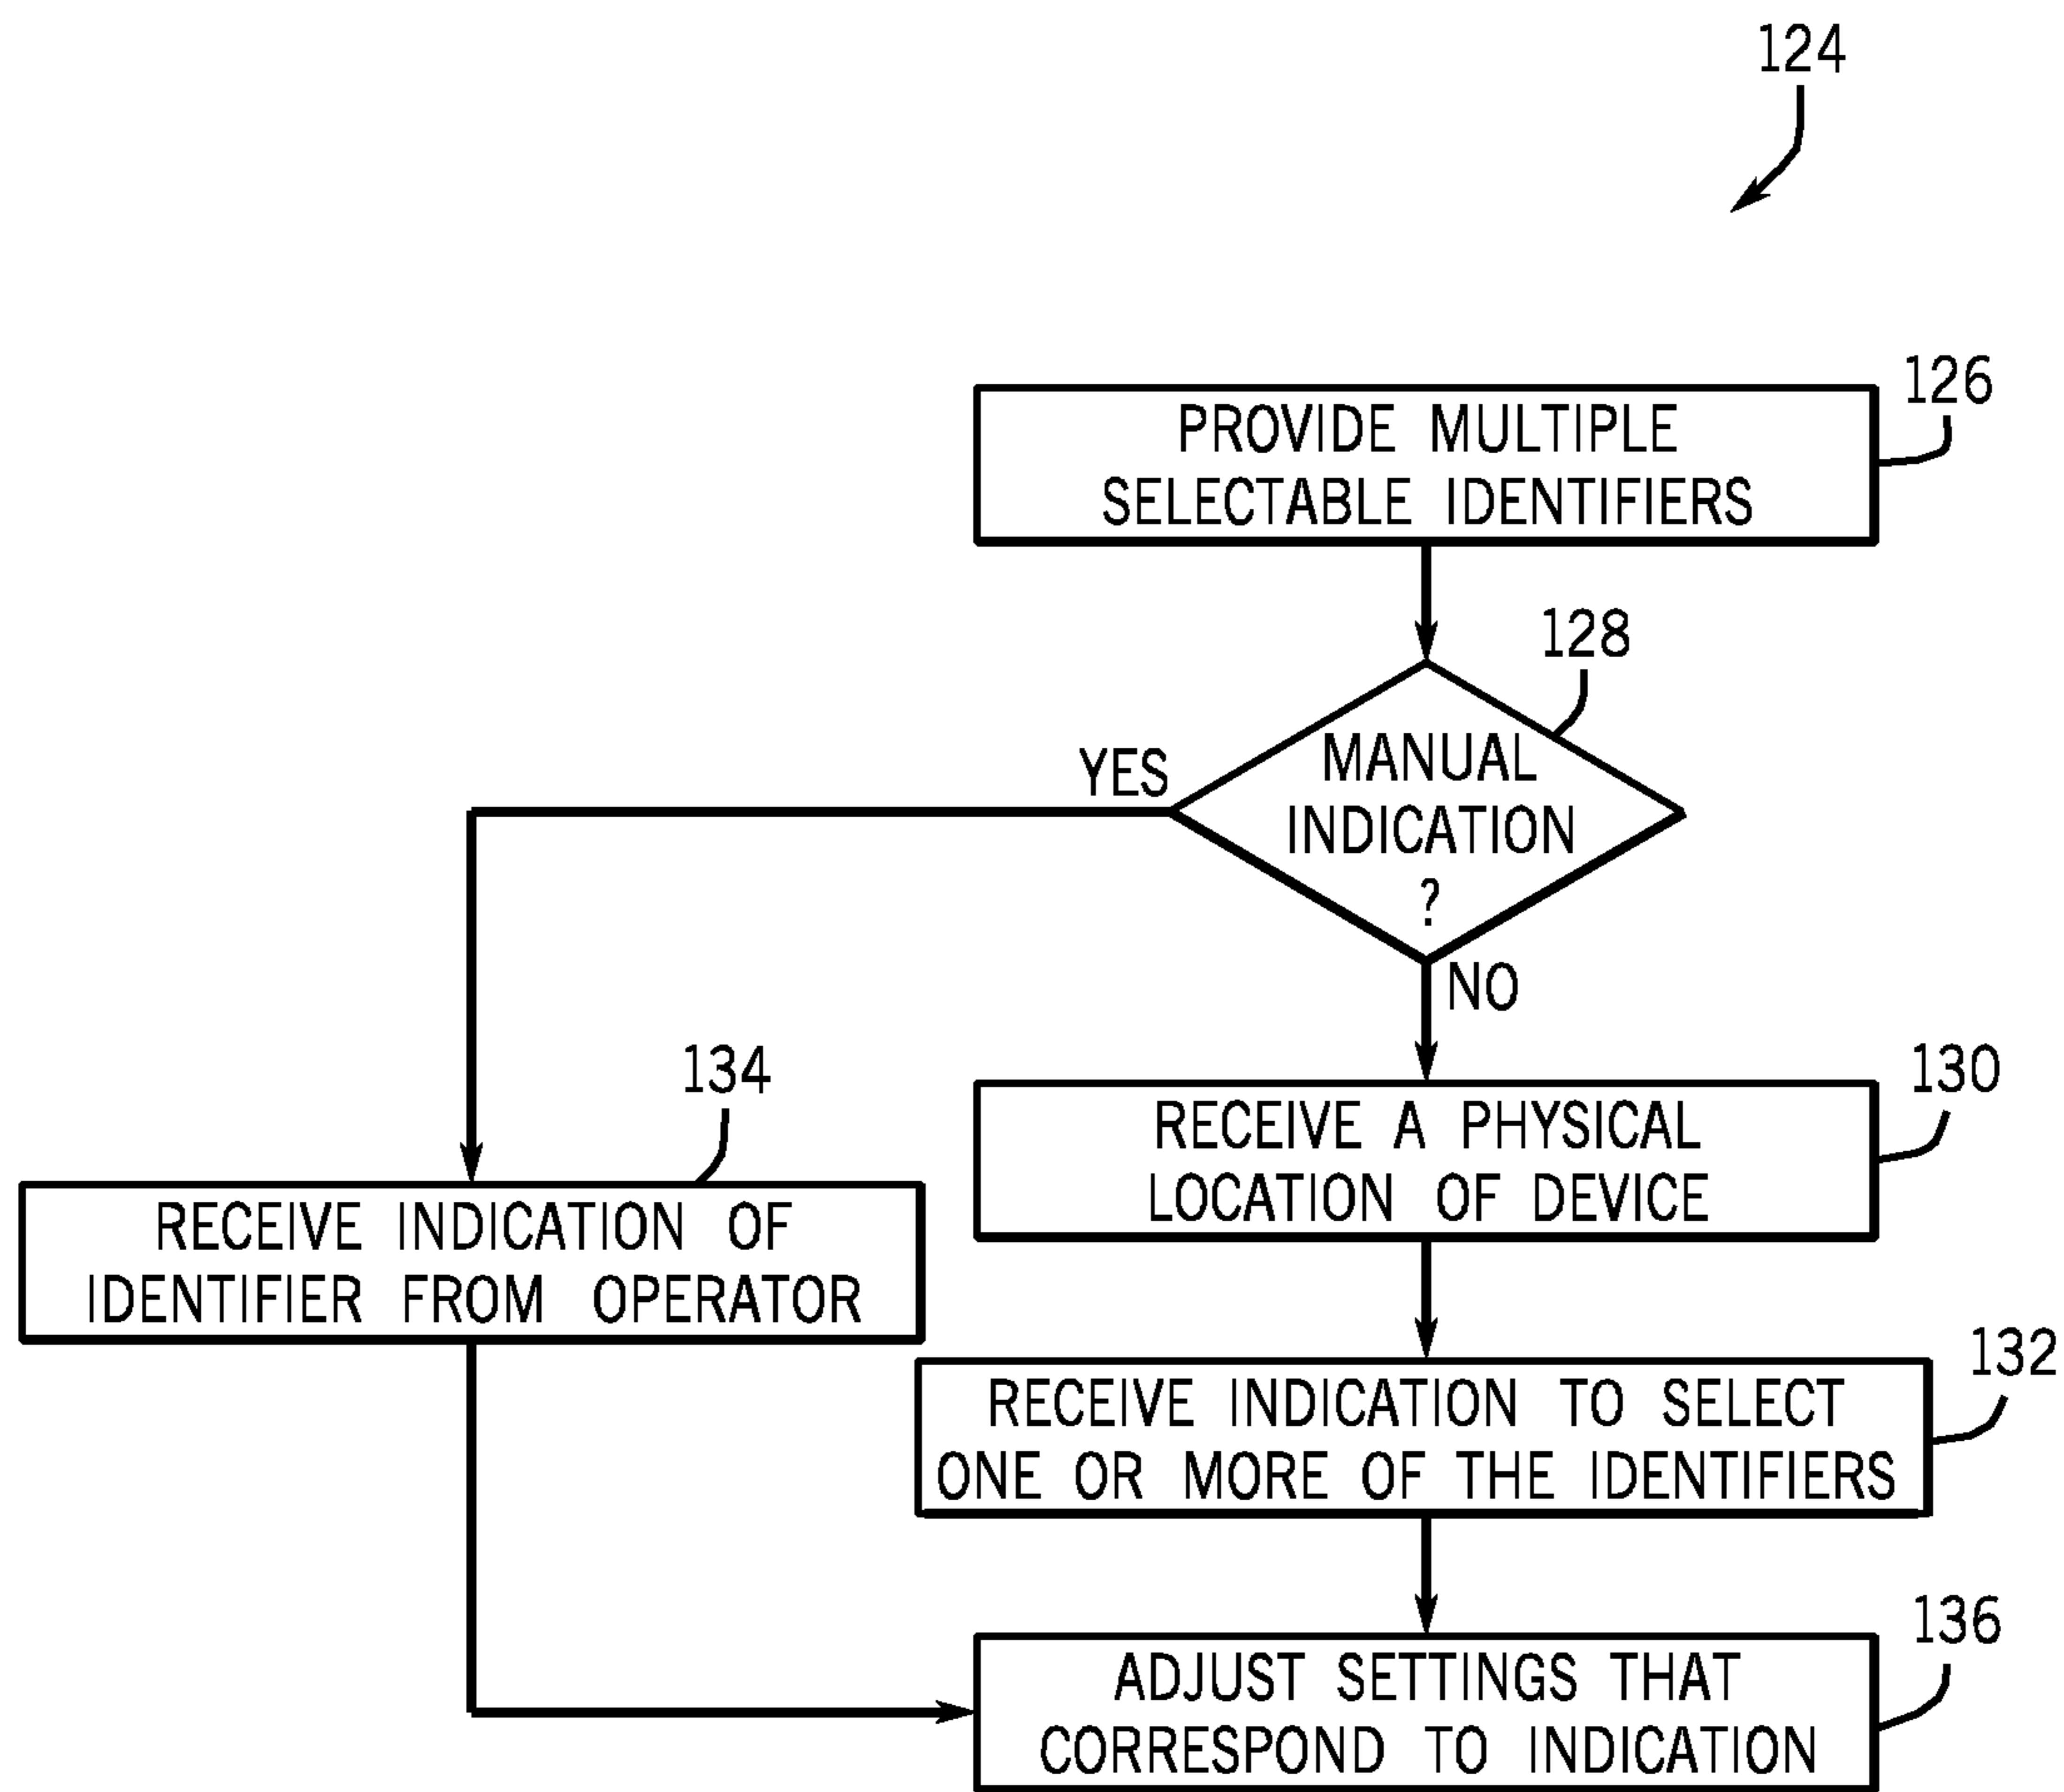 124
126
PROVIDE MULTIPLE
SELECTABLE IDENTIFIERS
128
MANUAL
INDICATION
?
YES
NO
134
RECEIVE INDICATION OF
IDENTIFIER FROM OPERATOR
130
RECEIVE A PHYSICAL
LOCATION OF DEVICE
132
RECEIVE INDICATION TO SELECT
ONE OR MORE OF THE IDENTIFIERS
136
ADJUST SETTINGS THAT
CORRESPOND TO INDICATION